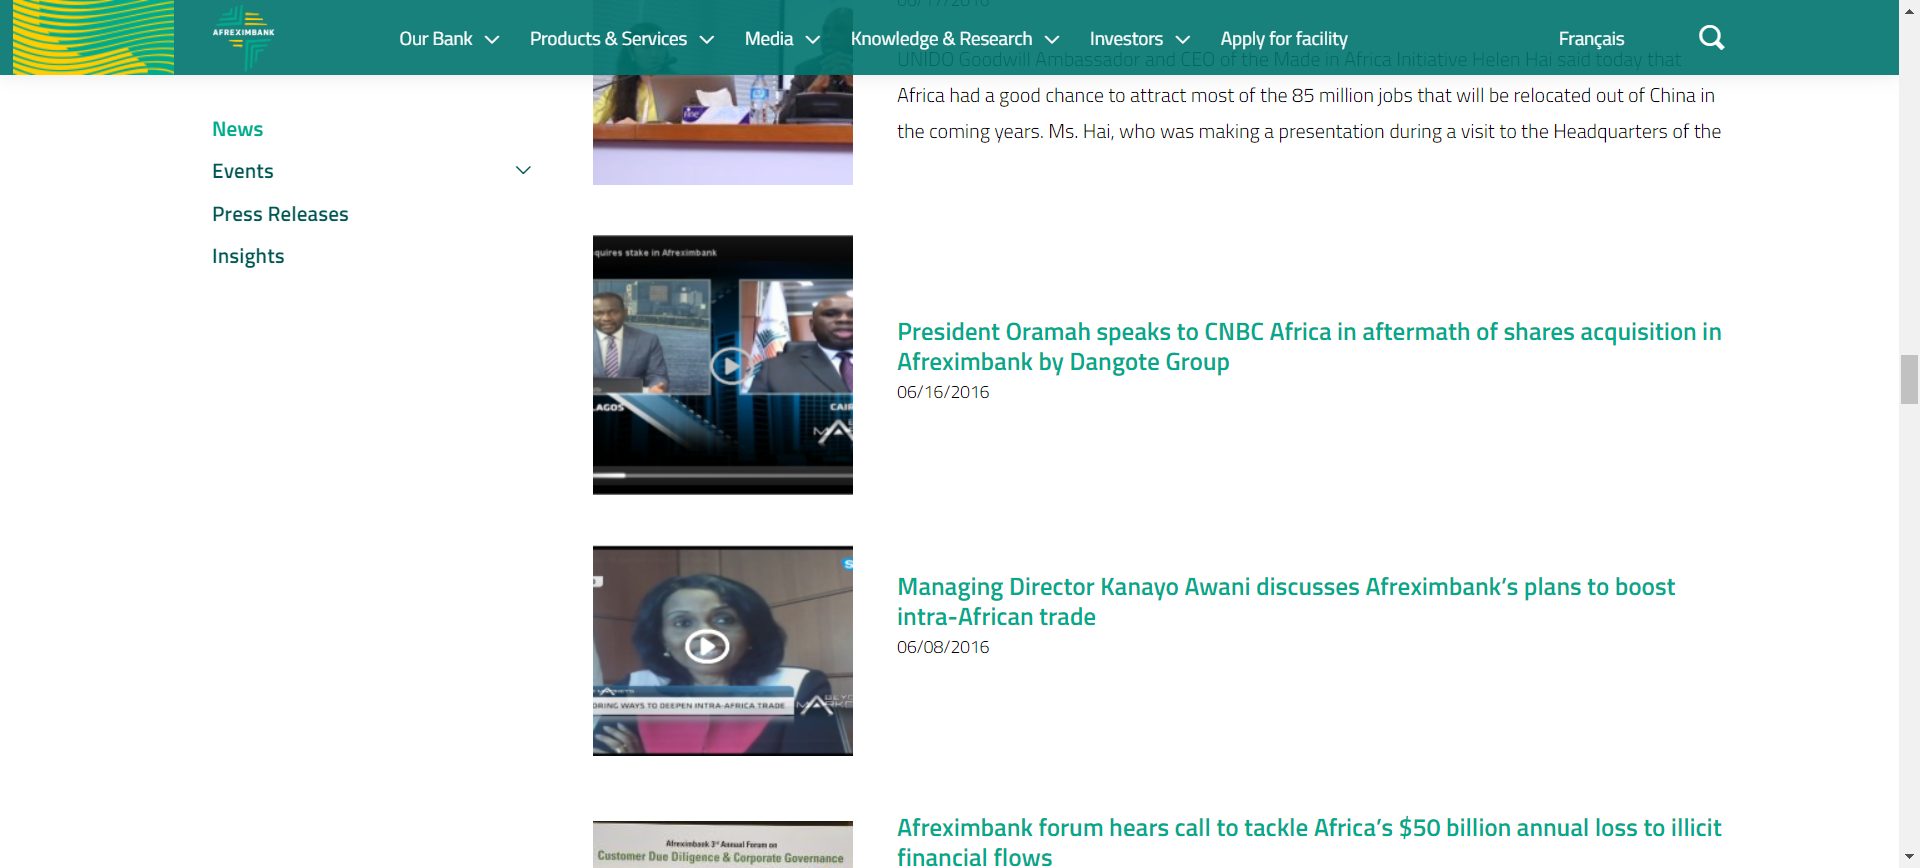 AFREXIMBANK
Our Bank
Products & Services
Media
Knowledge & Research
Investors
Apply for facility
Français
News
Events
Press Releases
Insights
06/17/2016
UNIDO Goodwill Ambassador and CEO of the Made in Africa Initiative Helen Hai said today that
Africa had a good chance to attract most of the 85 million jobs that will be relocated out of China in
the coming years. Ms. Hai, who was making a presentation during a visit to the Headquarters of the
quires stake in Afreximbank
LAGOS
CAIR
President Oramah speaks to CNBC Africa in aftermath of shares acquisition in
Afreximbank by Dangote Group
06/16/2016
ORING WAYS TO DEEPEN INTRA-AFRICA TRADE
Managing Director Kanayo Awani discusses Afreximbank’s plans to boost
intra-African trade
06/08/2016
Afreximbank 3rd Annual Forum on
Customer Due Diligence & Corporate Governance
Afreximbank forum hears call to tackle Africa’s $50 billion annual loss to illicit
financial flows